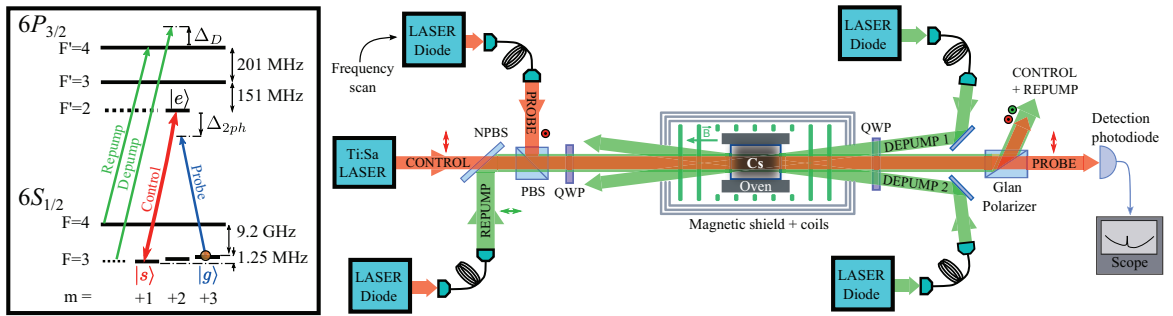 6P3/2
Δ_D
F'=4
201 MHz
F'=3
151 MHz
F'=2
|e⟩
Δ_2ph
Repump
Depump
Control
Probe
6S1/2
F=4
9.2 GHz
F=3
1.25 MHz
|s⟩
|g⟩
m = +1 +2 +3
LASER
Diode
Frequency
scan
PROBE
NPBS
Ti:Sa
LASER
CONTROL
PBS
QWP
REPUMP
LASER
Diode
B
Cs
Oven
Magnetic shield + coils
LASER
Diode
QWP
DEPUMP 1
DEPUMP 2
LASER
Diode
CONTROL
+ REPUMP
PROBE
Glan
Polarizer
Detection
photodiode
Scope